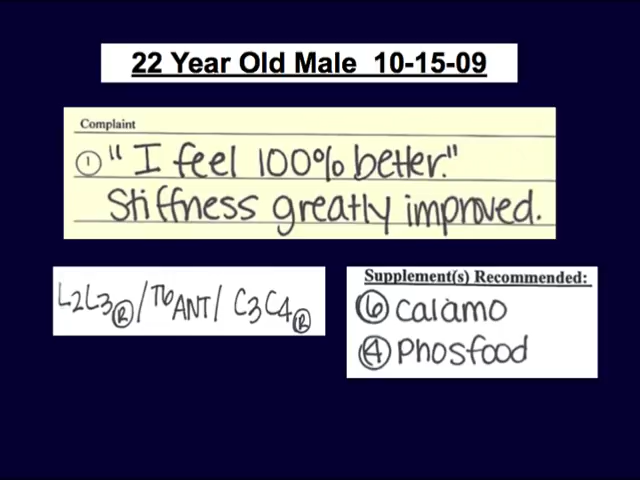 22 Year Old Male 10-15-09
Complaint
① "I feel 100% better."
Stiffness greatly improved.
L2L3Ⓡ/T6ANT/ C3C4Ⓡ
Supplement(s) Recommended:
⑥ calamo
④ Phosfood